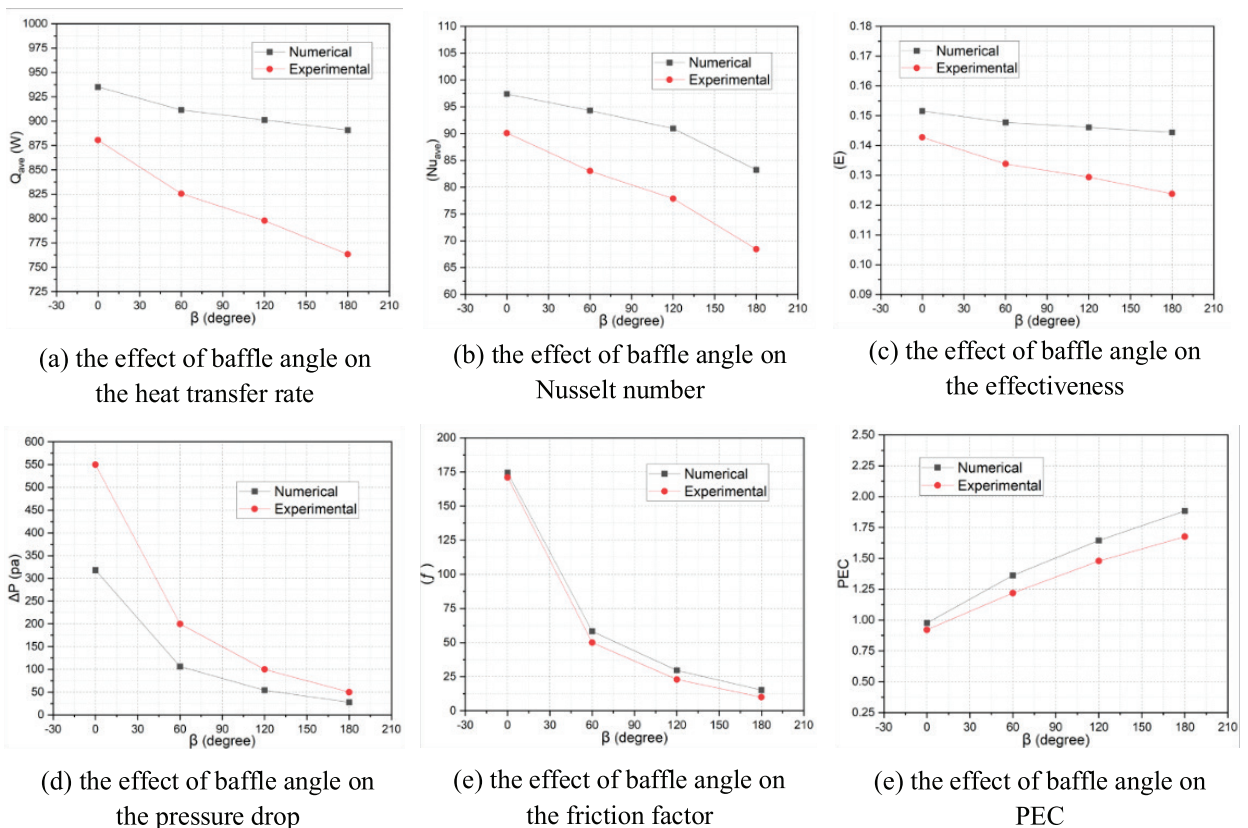 1000
975
950
925
900
875
850
825
800
775
750
725
Q_ave (W)
Numerical
Experimental
-30 0 30 60 90 120 150 180 210
β (degree)
(a) the effect of baffle angle on
the heat transfer rate
110
105
100
95
90
85
80
75
70
65
60
(Nu_ave)
Numerical
Experimental
-30 0 30 60 90 120 150 180 210
β (degree)
(b) the effect of baffle angle on
Nusselt number
0.18
0.17
0.16
0.15
0.14
0.13
0.12
0.11
0.10
0.09
(E)
Numerical
Experimental
-30 0 30 60 90 120 150 180 210
β (degree)
(c) the effect of baffle angle on
the effectiveness
600
550
500
450
400
350
300
250
200
150
100
50
0
ΔP (pa)
Numerical
Experimental
-30 0 30 60 90 120 150 180 210
β (degree)
(d) the effect of baffle angle on
the pressure drop
200
175
150
125
100
75
50
25
0
(f)
Numerical
Experimental
-30 0 30 60 90 120 150 180 210
β (degree)
(e) the effect of baffle angle on
the friction factor
2.50
2.25
2.00
1.75
1.50
1.25
1.00
0.75
0.50
0.25
PEC
Numerical
Experimental
-30 0 30 60 90 120 150 180 210
β (degree)
(e) the effect of baffle angle on
PEC